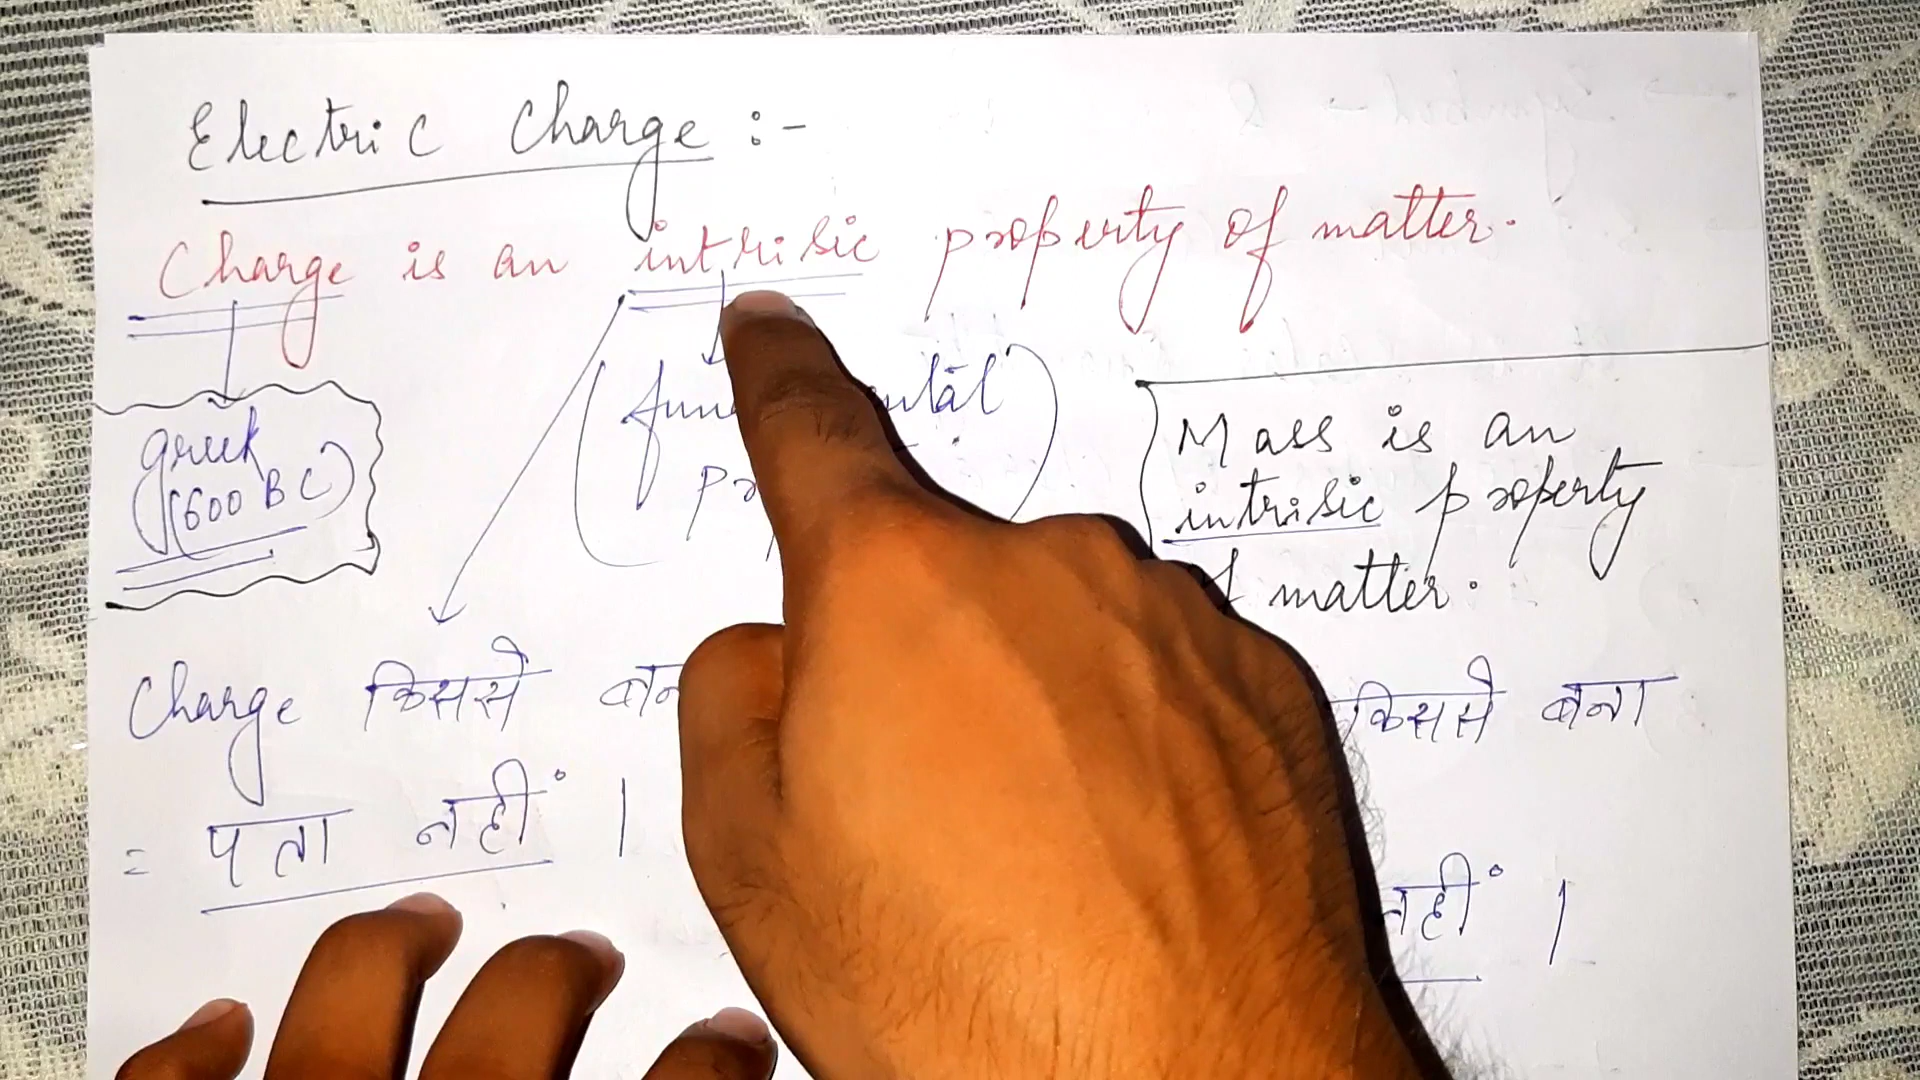 Electric Charge :-
Charge is an intrisic property of matter.
greek
(600 BC)
Mass is an
intrisic property
matter.
Charge किससे
किससे बना
= पता नहीं ।
नहीं ।